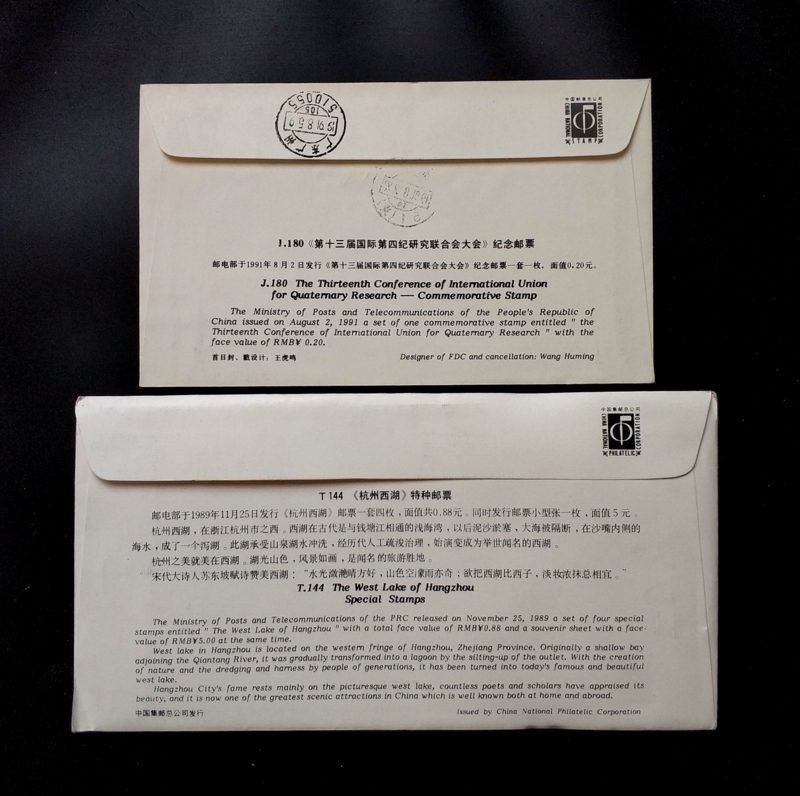 510055
105
1991.8.5.9
广东广州
中国邮票总公司
CHINA NATIONAL
STAMP
CORPORATION
J.180《第十三届国际第四纪研究联合会大会》纪念邮票
邮电部于1991年8月2日发行《第十三届国际第四纪研究联合会大会》纪念邮票一套一枚，面值0.20元。
J.180 The Thirteenth Conference of International Union
for Quaternary Research — Commemorative Stamp
The Ministry of Posts and Telecommunications of the People's Republic of
China issued on August 2, 1991 a set of one commemorative stamp entitled " the
Thirteenth Conference of International Union for Quaternary Research " with the
face value of RMB¥ 0.20.
首日封、戳设计：王虎鸣
Designer of FDC and cancellation: Wang Huming
中国集邮总公司
CHINA NATIONAL
PHILATELIC
CORPORATION
T144 《杭州西湖》特种邮票
邮电部于1989年11月25日发行《杭州西湖》邮票一套四枚，面值共0.88元。同时发行邮票小型张一枚，面值5元。
杭州西湖，在浙江杭州市之西。西湖在古代是与钱塘江相通的浅海湾，以后泥沙淤塞，大海被隔断，在沙嘴内侧的
海水，成了一个泻湖。此湖承受山泉湖水冲洗，经历代人工疏浚治理，始演变成为举世闻名的西湖。
杭州之美就美在西湖。湖光山色，风景如画，是闻名的旅游胜地。
宋代大诗人苏东坡赋诗赞美西湖：“水光潋滟晴方好，山色空濛雨亦奇；欲把西湖比西子，淡妆浓抹总相宜。”
T.144 The West Lake of Hangzhou
Special Stamps
The Ministry of Posts and Telecommunications of the PRC released on November 25, 1989 a set of four special
stamps entitled " The West Lake of Hangzhou " with a total face value of RMB¥0.88 and a souvenir sheet with a face
value of RMB¥5.00 at the same time.
West lake in Hangzhou is located on the western fringe of Hangzhou, Zhejiang Province. Originally a shallow bay
adjoining the Qiantang River, it was gradually transformed into a lagoon by the silting-up of the outlet. With the creation
of nature and the dredging and harness by people of generations, it has been turned into today's famous and beautiful
west lake.
Hangzhou City's fame rests mainly on the picturesque west lake, countless poets and scholars have appraised its
beauty, and it is now one of the greatest scenic attractions in China which is well known both at home and abroad.
中国集邮总公司发行
Issued by China National Philatelic Corporation